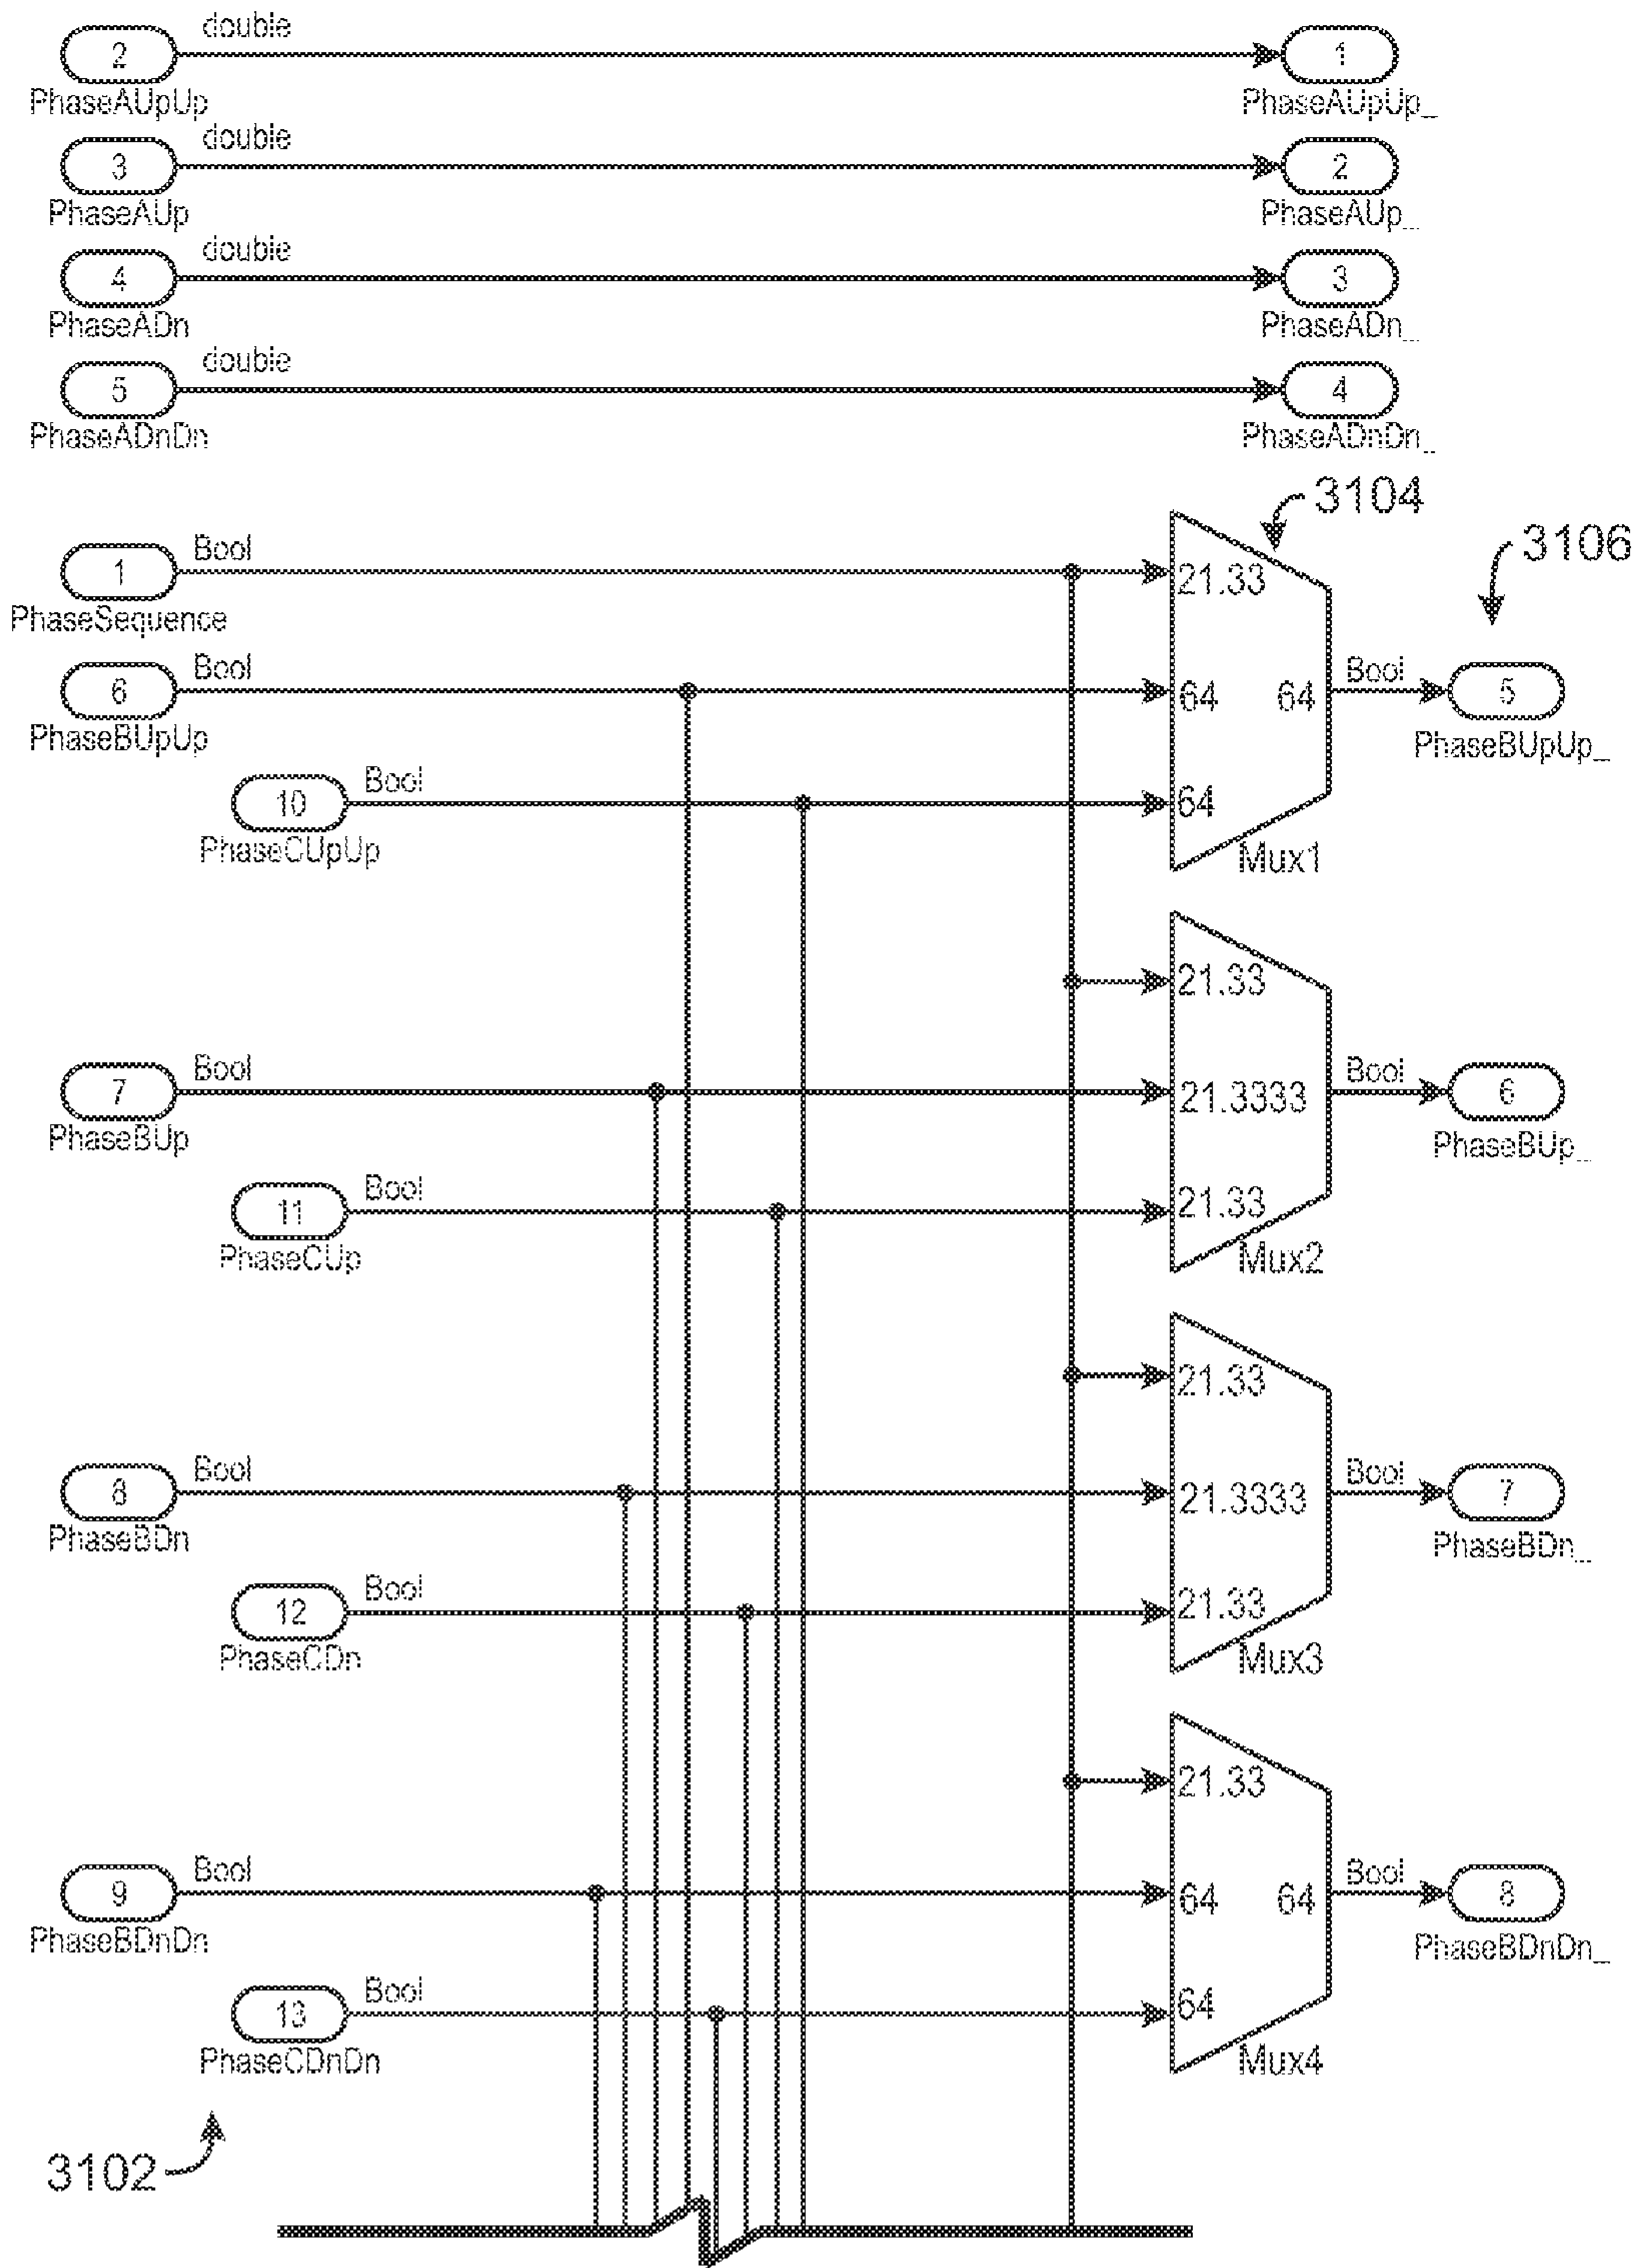 double
2
1
PhaseAUpUp
PhaseAUpUp_
double
3
2
PhaseAUp
PhaseAUp_
double
4
3
PhaseADn
PhaseADn_
double
5
4
PhaseADnDn
PhaseADnDn_
3104
3106
Bool
1
21.33
PhaseSequence
Bool
6
64
64
Bool
5
PhaseBUpUp
PhaseBUpUp_
Bool
10
64
PhaseCUpUp
Mux1
21.33
Bool
7
21.3333
Bool
6
PhaseBUp
PhaseBUp_
Bool
11
21.33
PhaseCUp
Mux2
21.33
Bool
8
21.3333
Bool
7
PhaseBDn
PhaseBDn_
Bool
12
21.33
PhaseCDn
Mux3
21.33
Bool
9
64
64
Bool
8
PhaseBDnDn
PhaseBDnDn_
Bool
13
64
PhaseCDnDn
Mux4
3102